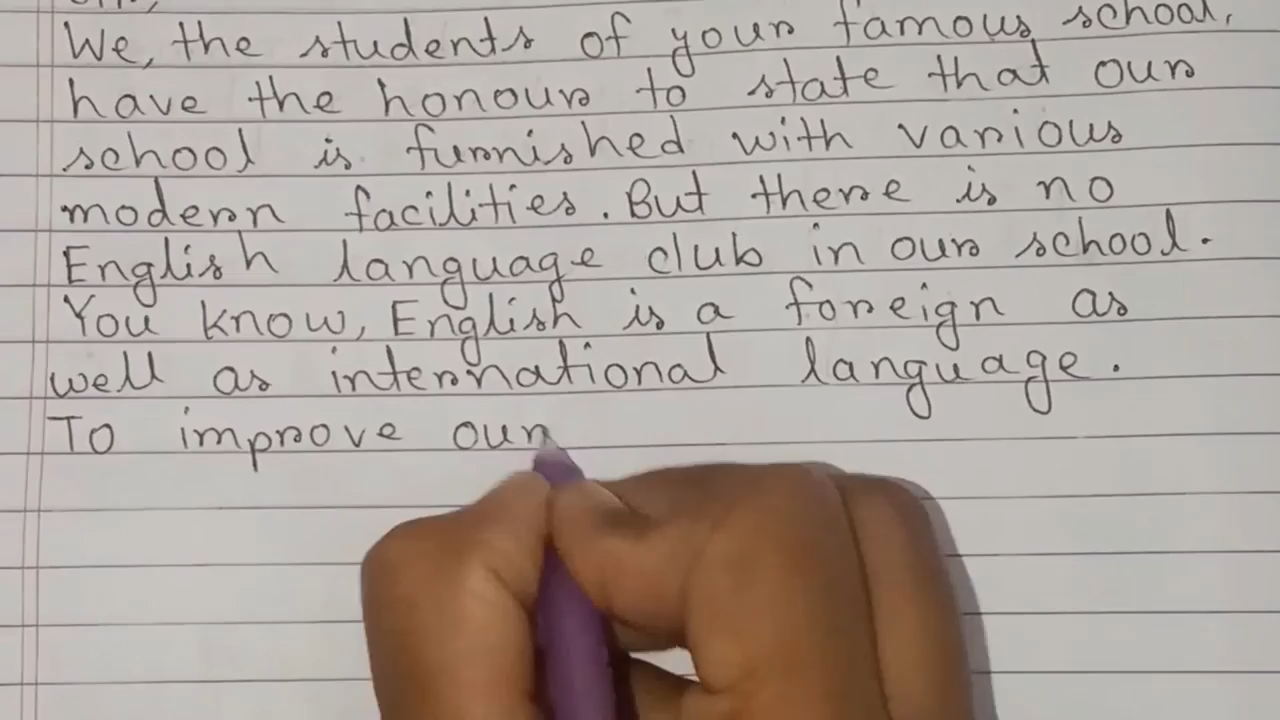 We, the students of your famous school,
have the honour to state that our
school is furnished with various
modern facilities. But there is no
English language club in our school.
You know, English is a foreign as
well as international language.
To improve our